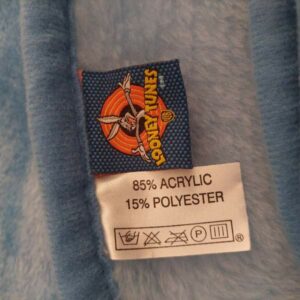 LOONEY TUNES
85% ACRYLIC
15% POLYESTER
P
®